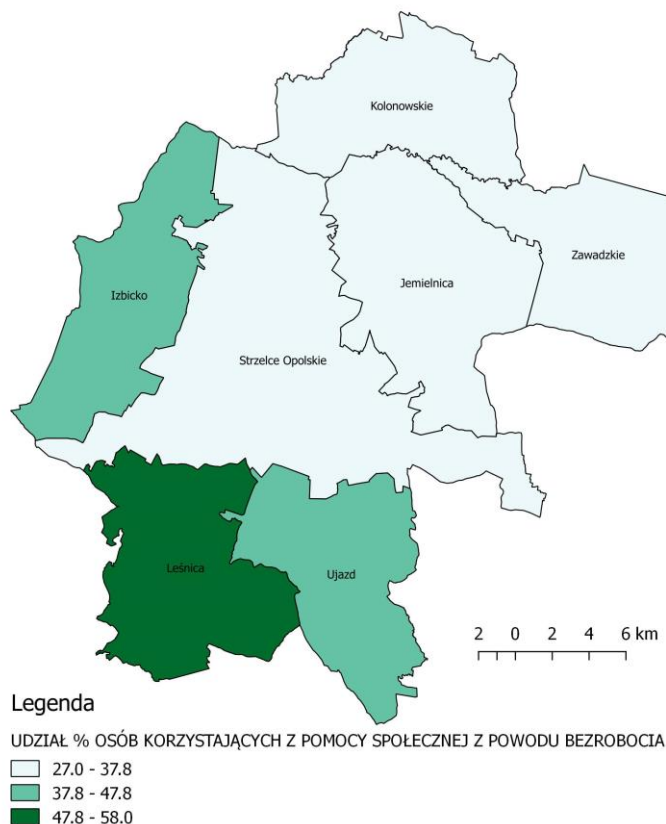 Kolonowskie
Zawadzkie
Jemielnica
Izbicko
Strzelce Opolskie
Leśnica
Ujazd
2 0 2 4 6 km
Legenda
UDZIAŁ % OSÓB KORZYSTAJĄCYCH Z POMOCY SPOŁECZNEJ Z POWODU BEZROBOCIA
27.0 - 37.8
37.8 - 47.8
47.8 - 58.0